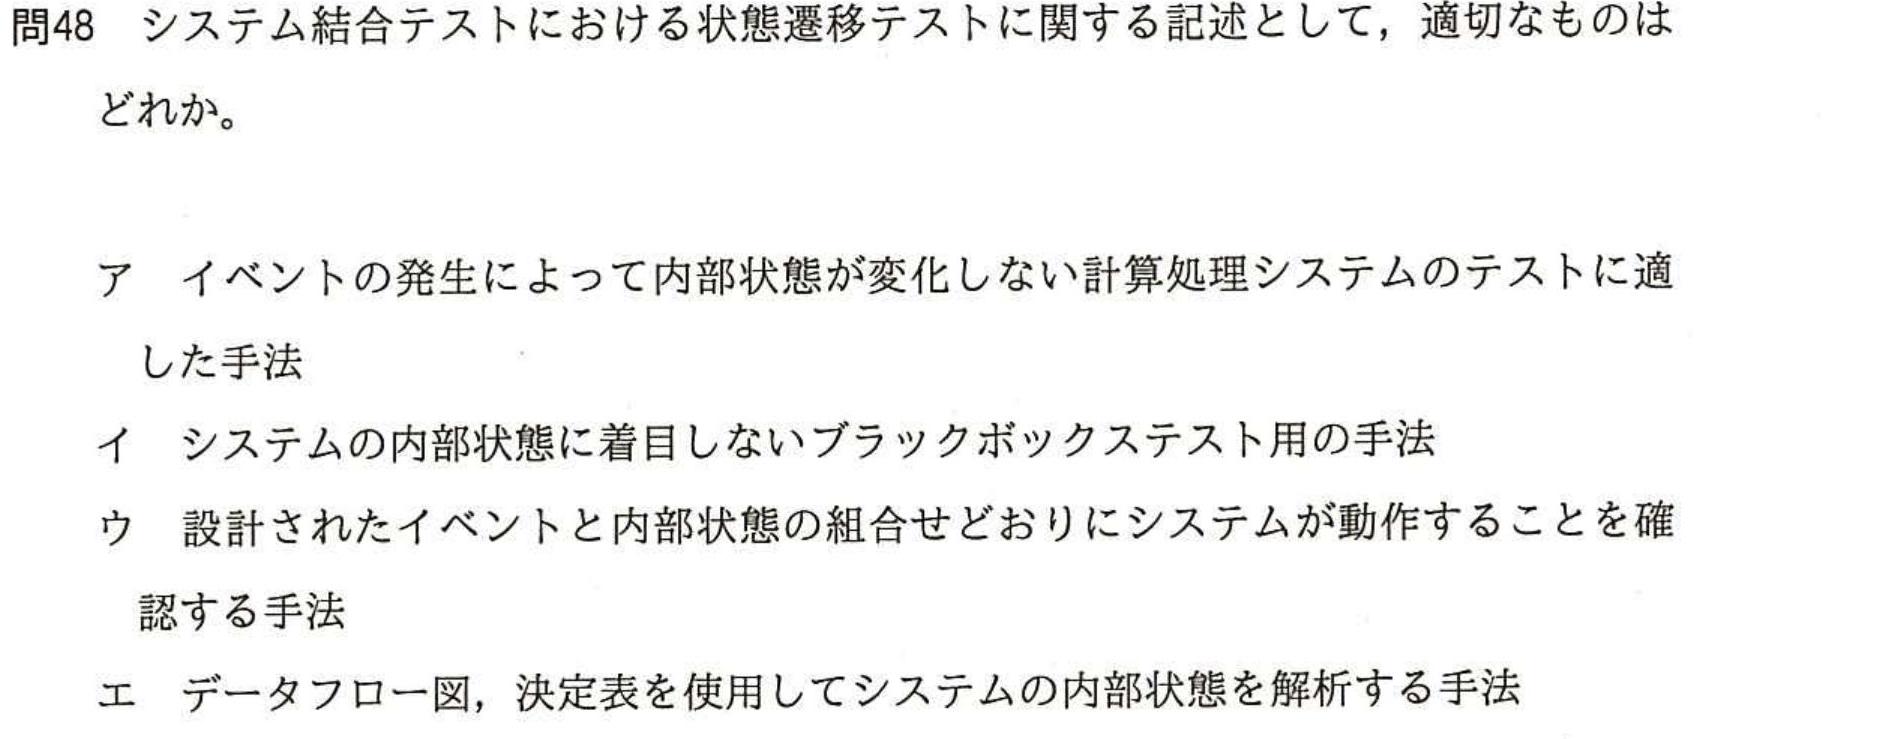 問48　システム結合テストにおける状態遷移テストに関する記述として，適切なものは
どれか。
ア　イベントの発生によって内部状態が変化しない計算処理システムのテストに適
した手法
イ　システムの内部状態に着目しないブラックボックステスト用の手法
ウ　設計されたイベントと内部状態の組合せどおりにシステムが動作することを確
認する手法
エ　データフロー図，決定表を使用してシステムの内部状態を解析する手法